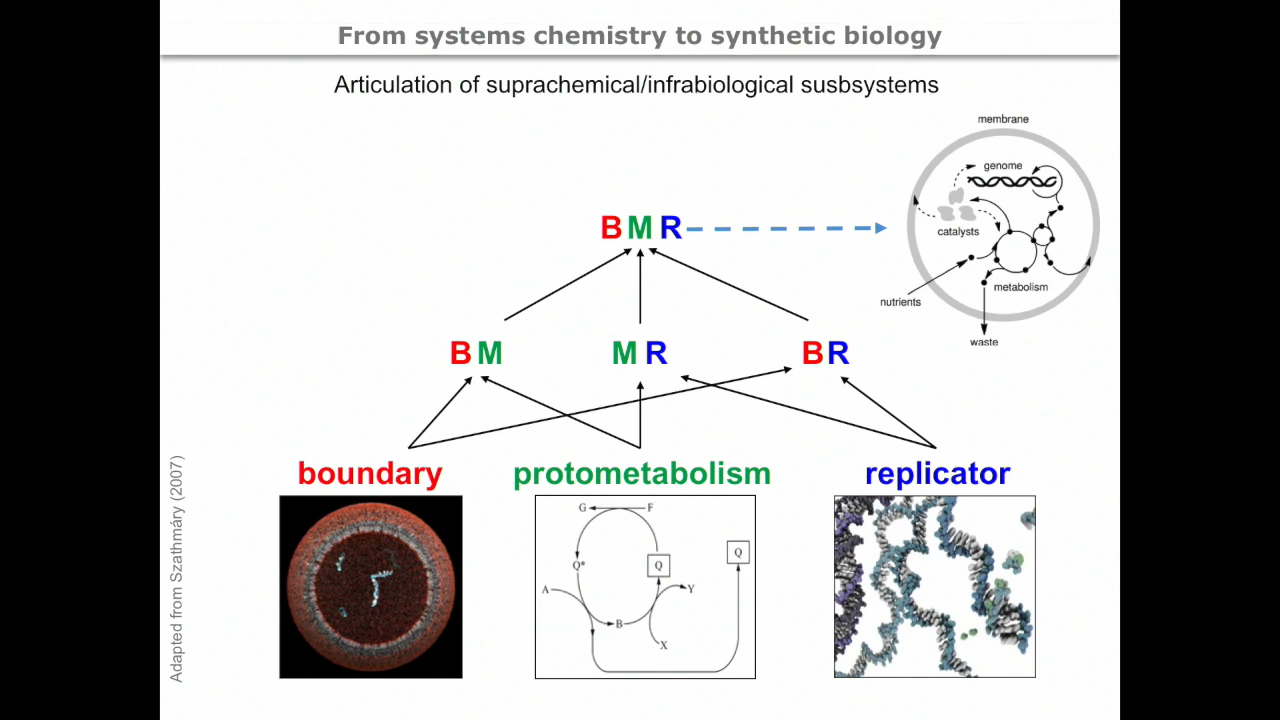 From systems chemistry to synthetic biology
Articulation of suprachemical/infrabiological susbsystems
membrane
genome
catalysts
metabolism
nutrients
waste
B M R
B M
M R
B R
boundary
protometabolism
replicator
G
F
Q*
Q
Q
A
Y
B
X
Adapted from Szathmáry (2007)